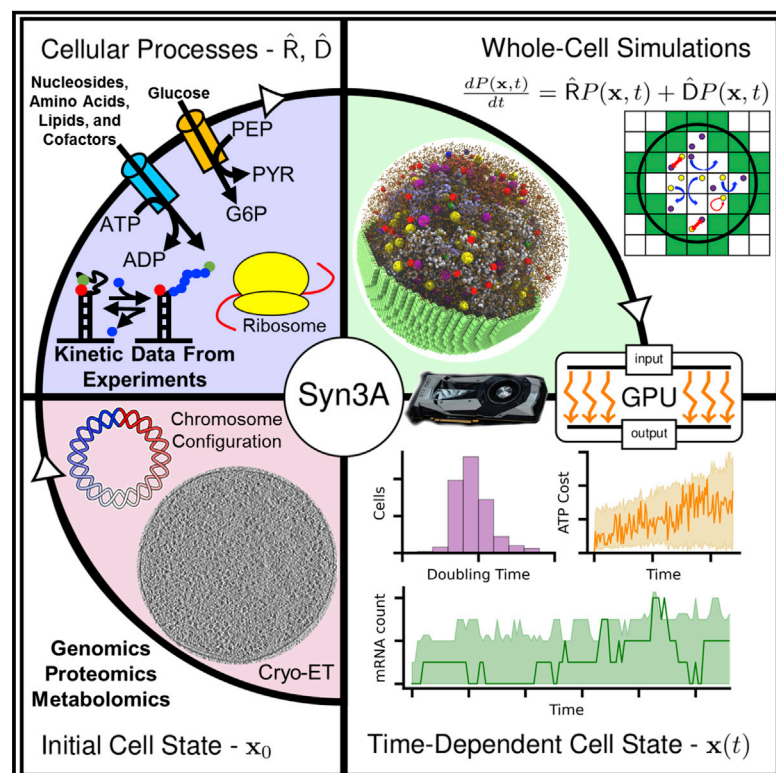 Cellular Processes - R̂, D̂
Nucleosides,
Amino Acids,
Lipids, and
Cofactors
Glucose
PEP
PYR
G6P
ATP
ADP
Ribosome
Kinetic Data From
Experiments
Whole-Cell Simulations
dP(x,t)/dt = R̂P(x,t) + D̂P(x,t)
Syn3A
input
GPU
output
Chromosome
Configuration
Cryo-ET
Genomics
Proteomics
Metabolomics
Initial Cell State - x₀
Cells
Doubling Time
ATP Cost
Time
mRNA count
Time
Time-Dependent Cell State - x(t)